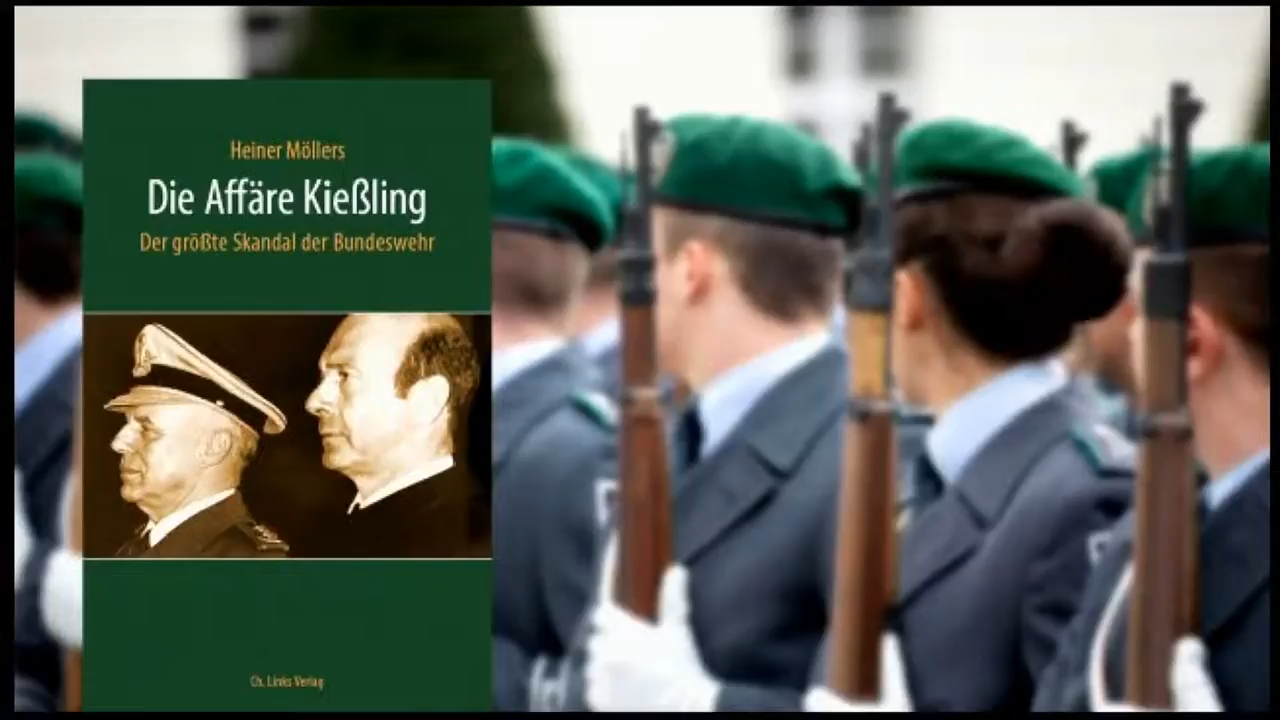 Heiner Möllers
Die Affäre Kießling
Der größte Skandal der Bundeswehr
Ch. Links Verlag